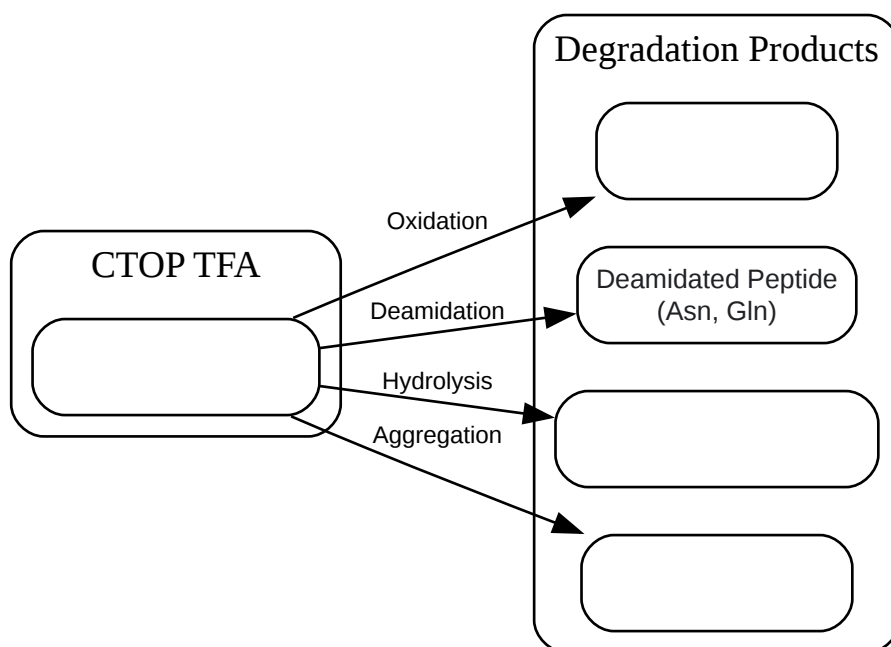 Degradation Products
Oxidation
CTOP TFA
Deamidation
Deamidated Peptide
(Asn, Gln)
Hydrolysis
Aggregation